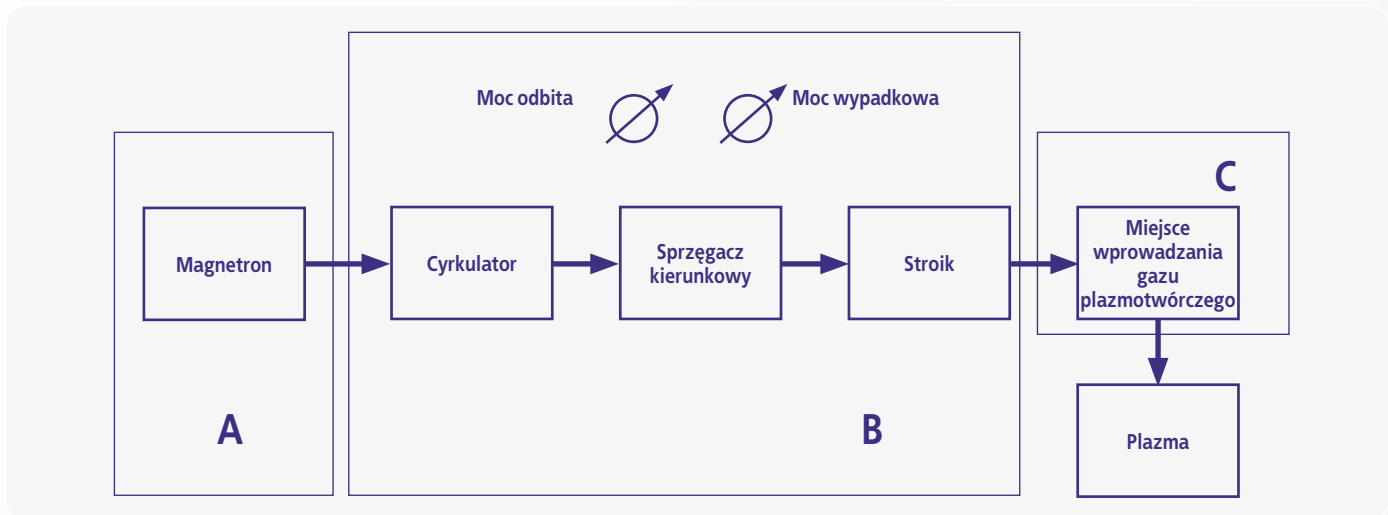 Moc odbita
Moc wypadkowa
C
Magnetron
Cyrkulator
Sprzęgacz
kierunkowy
Stroik
Miejsce
wprowadzania
gazu
plazmotwórczego
A
B
Plazma